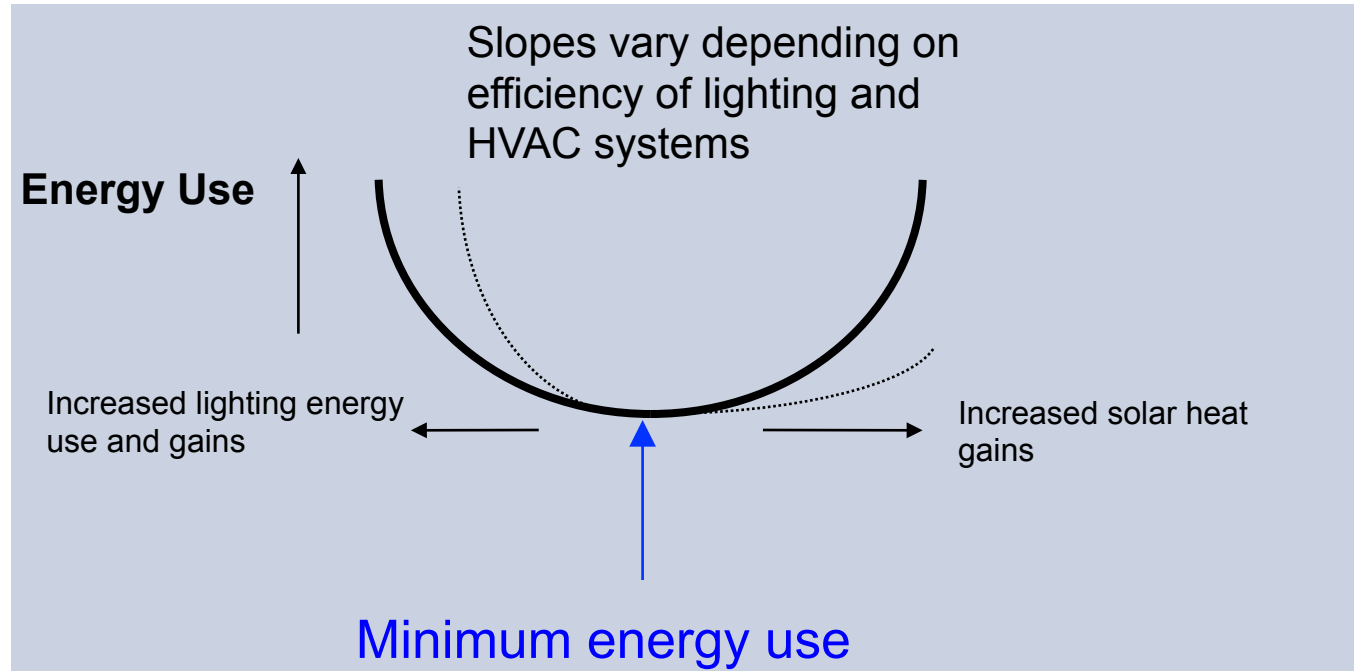 Slopes vary depending on
efficiency of lighting and
HVAC systems
Energy Use
Increased lighting energy
use and gains
Increased solar heat
gains
Minimum energy use